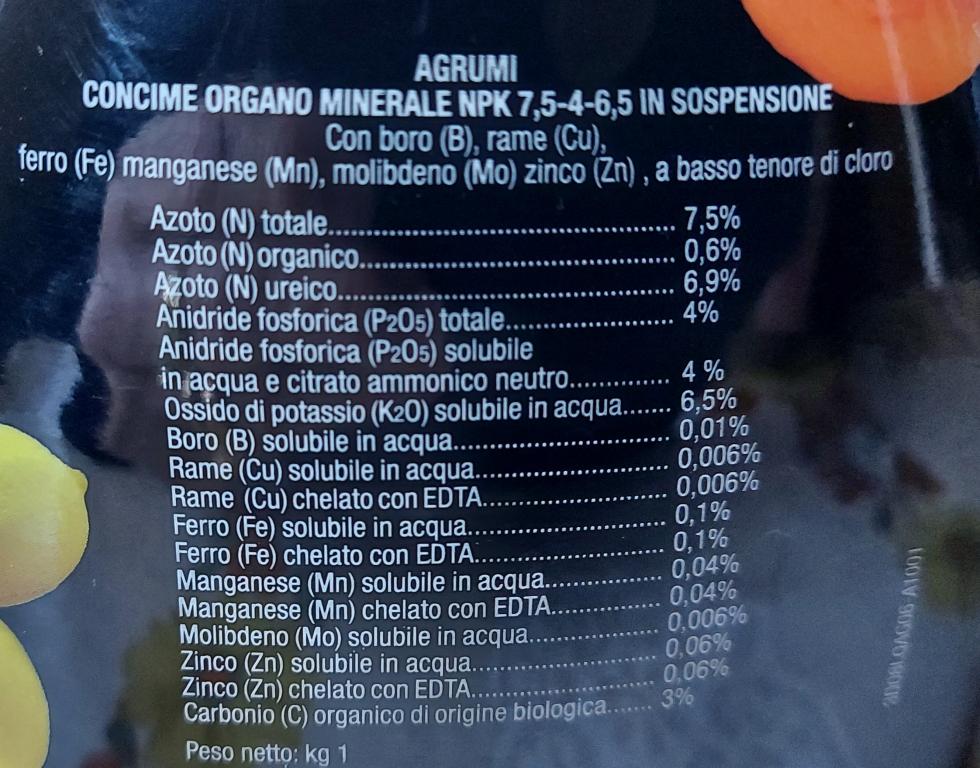 AGRUMI
CONCIME ORGANO MINERALE NPK 7,5-4-6,5 IN SOSPENSIONE
Con boro (B), rame (Cu),
ferro (Fe) manganese (Mn), molibdeno (Mo) zinco (Zn) , a basso tenore di cloro
Azoto (N) totale.................................................... 7,5%
Azoto (N) organico............................................... 0,6%
Azoto (N) ureico................................................... 6,9%
Anidride fosforica (P2O5) totale......................... 4%
Anidride fosforica (P2O5) solubile
in acqua e citrato ammonico neutro............... 4 %
Ossido di potassio (K2O) solubile in acqua....... 6,5%
Boro (B) solubile in acqua................................ 0,01%
Rame (Cu) solubile in acqua............................. 0,006%
Rame (Cu) chelato con EDTA............................ 0,006%
Ferro (Fe) solubile in acqua.............................. 0,1%
Ferro (Fe) chelato con EDTA............................. 0,1%
Manganese (Mn) solubile in acqua.................. 0,04%
Manganese (Mn) chelato con EDTA................. 0,04%
Molibdeno (Mo) solubile in acqua.................... 0,006%
Zinco (Zn) solubile in acqua............................. 0,06%
Zinco (Zn) chelato con EDTA............................ 0,06%
Carbonio (C) organico di origine biologica....... 3%
Peso netto: kg 1